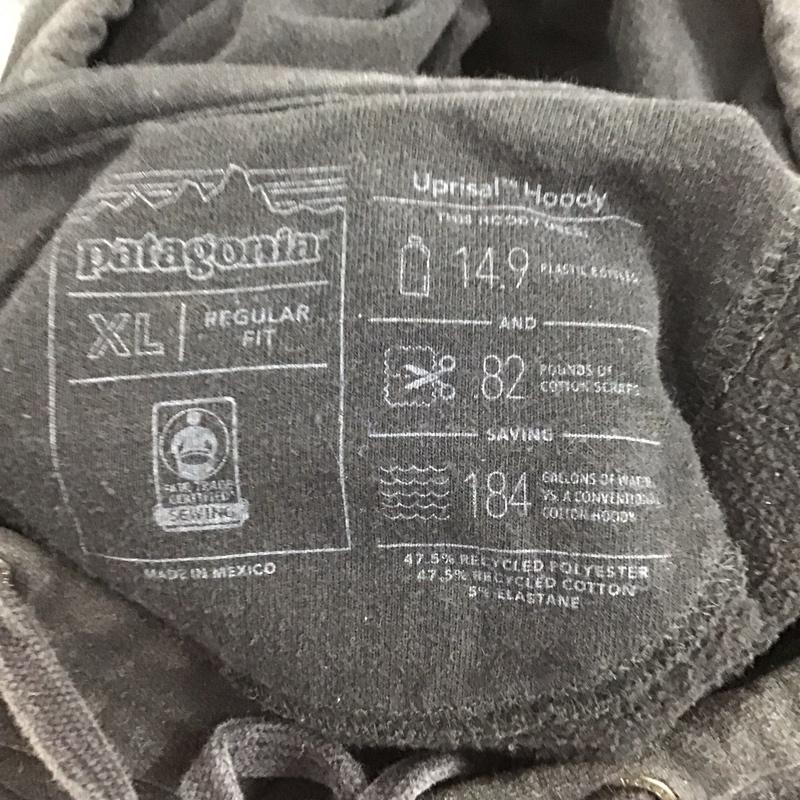 patagonia
XL
REGULAR
FIT
FAIR TRADE
CERTIFIED
SEWING
MADE IN MEXICO
Uprisal™ Hoody
THIS HOODY USES:
14.9 PLASTIC BOTTLES
AND
.82 POUNDS OF
COTTON SCRAPS
SAVING
184 GALLONS OF WATER
VS. A CONVENTIONAL
COTTON HOODY
47.5% RECYCLED POLYESTER
47.5% RECYCLED COTTON
5% ELASTANE